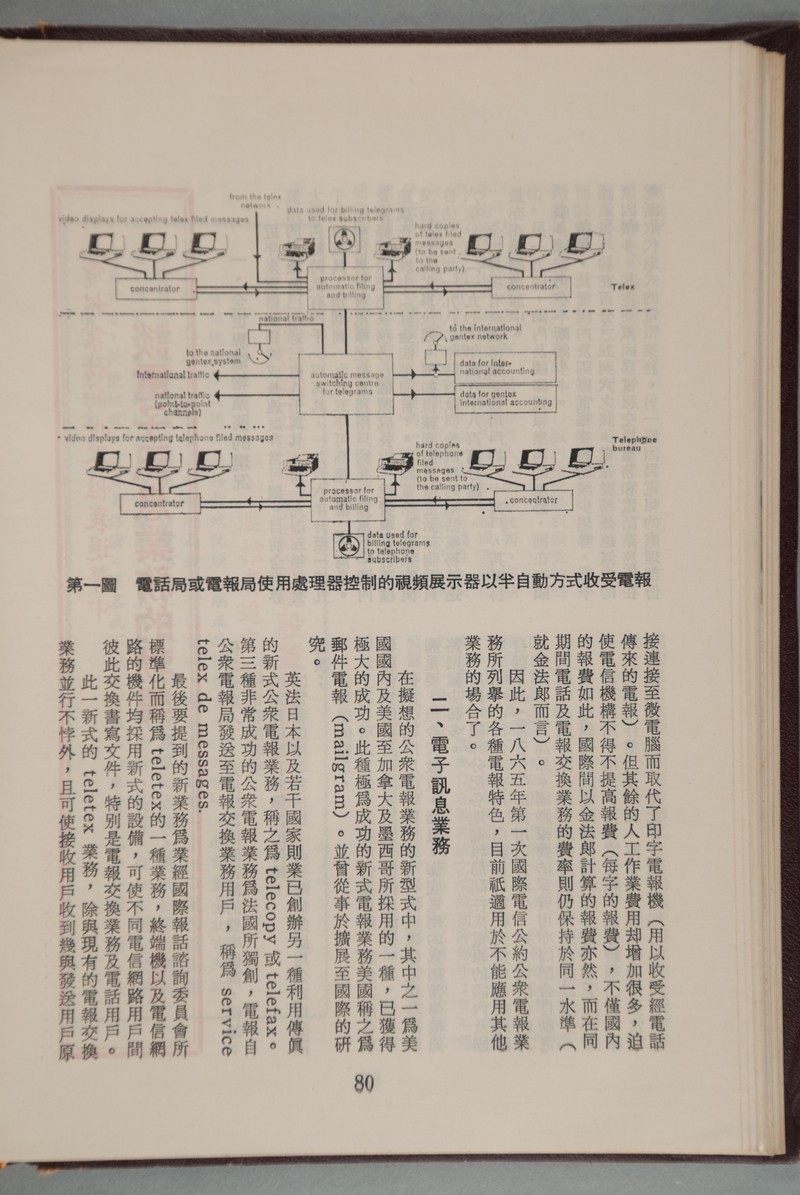 from the telex
network
video displays for accepting telex filed messages
data used for billing telegrams
to telex subscribers
hard copies
of telex filed
messages
(to be sent
to the
calling party)
concentrator
processor for
automatic filing
and billing
concentrator
Telex
national traffic
to the national
gentex system
to the international
gentex network
International traffic
national traffic
(point-to-point
channels)
automatic message
switching centre
for telegrams
data for inter-
national accounting
data for gentex
international accounting
video displays for accepting telephone filed messages
hard copies
of telephone
filed
messages
(to be sent to
the calling party)
Telephone
bureau
concentrator
processor for
automatic filing
and billing
concentrator
data used for
billing telegrams
to telephone
subscribers
第一圖　電話局或電報局使用處理器控制的視頻展示器以半自動方式收受電報
接連接至微電腦而取代了印字電報機（用以收受經電話
傳來的電報）。但其餘的人工作業費用却增加很多，迫
使電信機構不得不提高報費（每字的報費），不僅國內
的報費如此，國際間以金法郎計算的報費亦然，而在同
期間電話及電報交換業務的費率則仍保持於同一水準（
就金法郎而言）。
因此，一八六五年第一次國際電信公約公衆電報業
務所列舉的各種電報特色，目前祇適用於不能應用其他
業務的場合了。
二、電子訊息業務
在擬想的公衆電報業務的新型式中，其中之一爲美
國國內及美國至加拿大及墨西哥所採用的一種，已獲得
極大的成功。此種極爲成功的新式電報業務美國稱之爲
郵件電報（mailgram）。並曾從事於擴展至國際的研
究。
英法日本以及若干國家則業已創辦另一種利用傳眞
的新式公衆電報業務，稱之爲 telecopy 或 telefax。
第三種非常成功的公衆電報業務爲法國所獨創，電報自
公衆電報局發送至電報交換業務用戶，稱爲 service
telex de messages.
最後要提到的新業務爲業經國際報話諮詢委員會所
標準化而稱爲 teletex的一種業務，終端機以及電信網
路的機件均採用新式的設備，可使不同電信網路用戶間
彼此交換書寫文件，特別是電報交換業務及電話用戶。
此一新式的 teletex 業務，除與現有的電報交換
業務並行不悖外，且可使接收用戶收到幾與發送用戶原
80